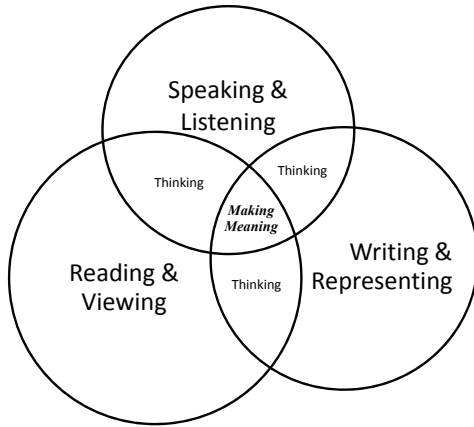 Speaking &
Listening
Thinking
Thinking
Making
Meaning
Reading &
Viewing
Thinking
Writing &
Representing